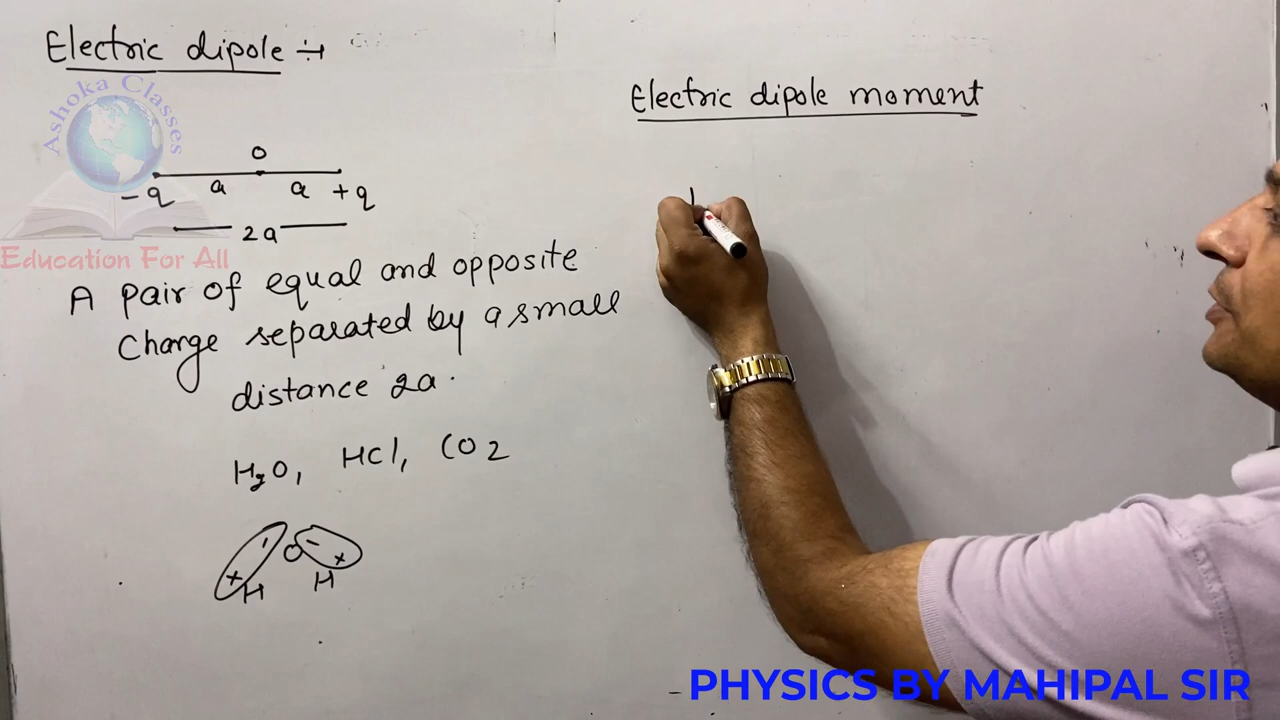 Electric dipole ÷
Ashoka Classes
Education For All
O
-q a a +q
2a
A pair of equal and opposite
Charge separated by a small
distance 2a.
H2O, HCl, CO2
- O -
+ H H +
Electric dipole moment
PHYSICS BY MAHIPAL SIR